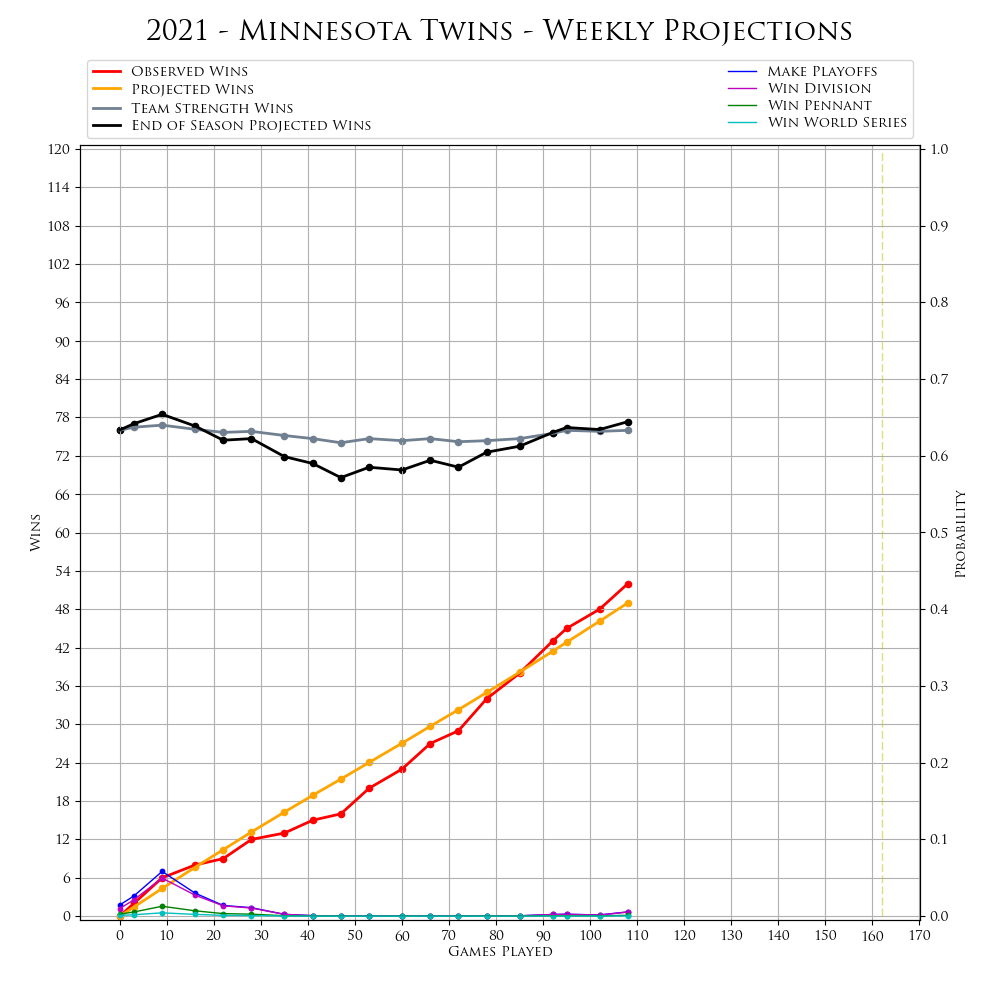 2021 - Minnesota Twins - Weekly Projections
Observed Wins
Projected Wins
Team Strength Wins
End of Season Projected Wins
Make Playoffs
Win Division
Win Pennant
Win World Series
120
114
108
102
96
90
84
78
72
66
60
54
48
42
36
30
24
18
12
6
0
Wins
1.0
0.9
0.8
0.7
0.6
0.5
0.4
0.3
0.2
0.1
0.0
Probability
0 10 20 30 40 50 60 70 80 90 100 110 120 130 140 150 160 170
Games Played